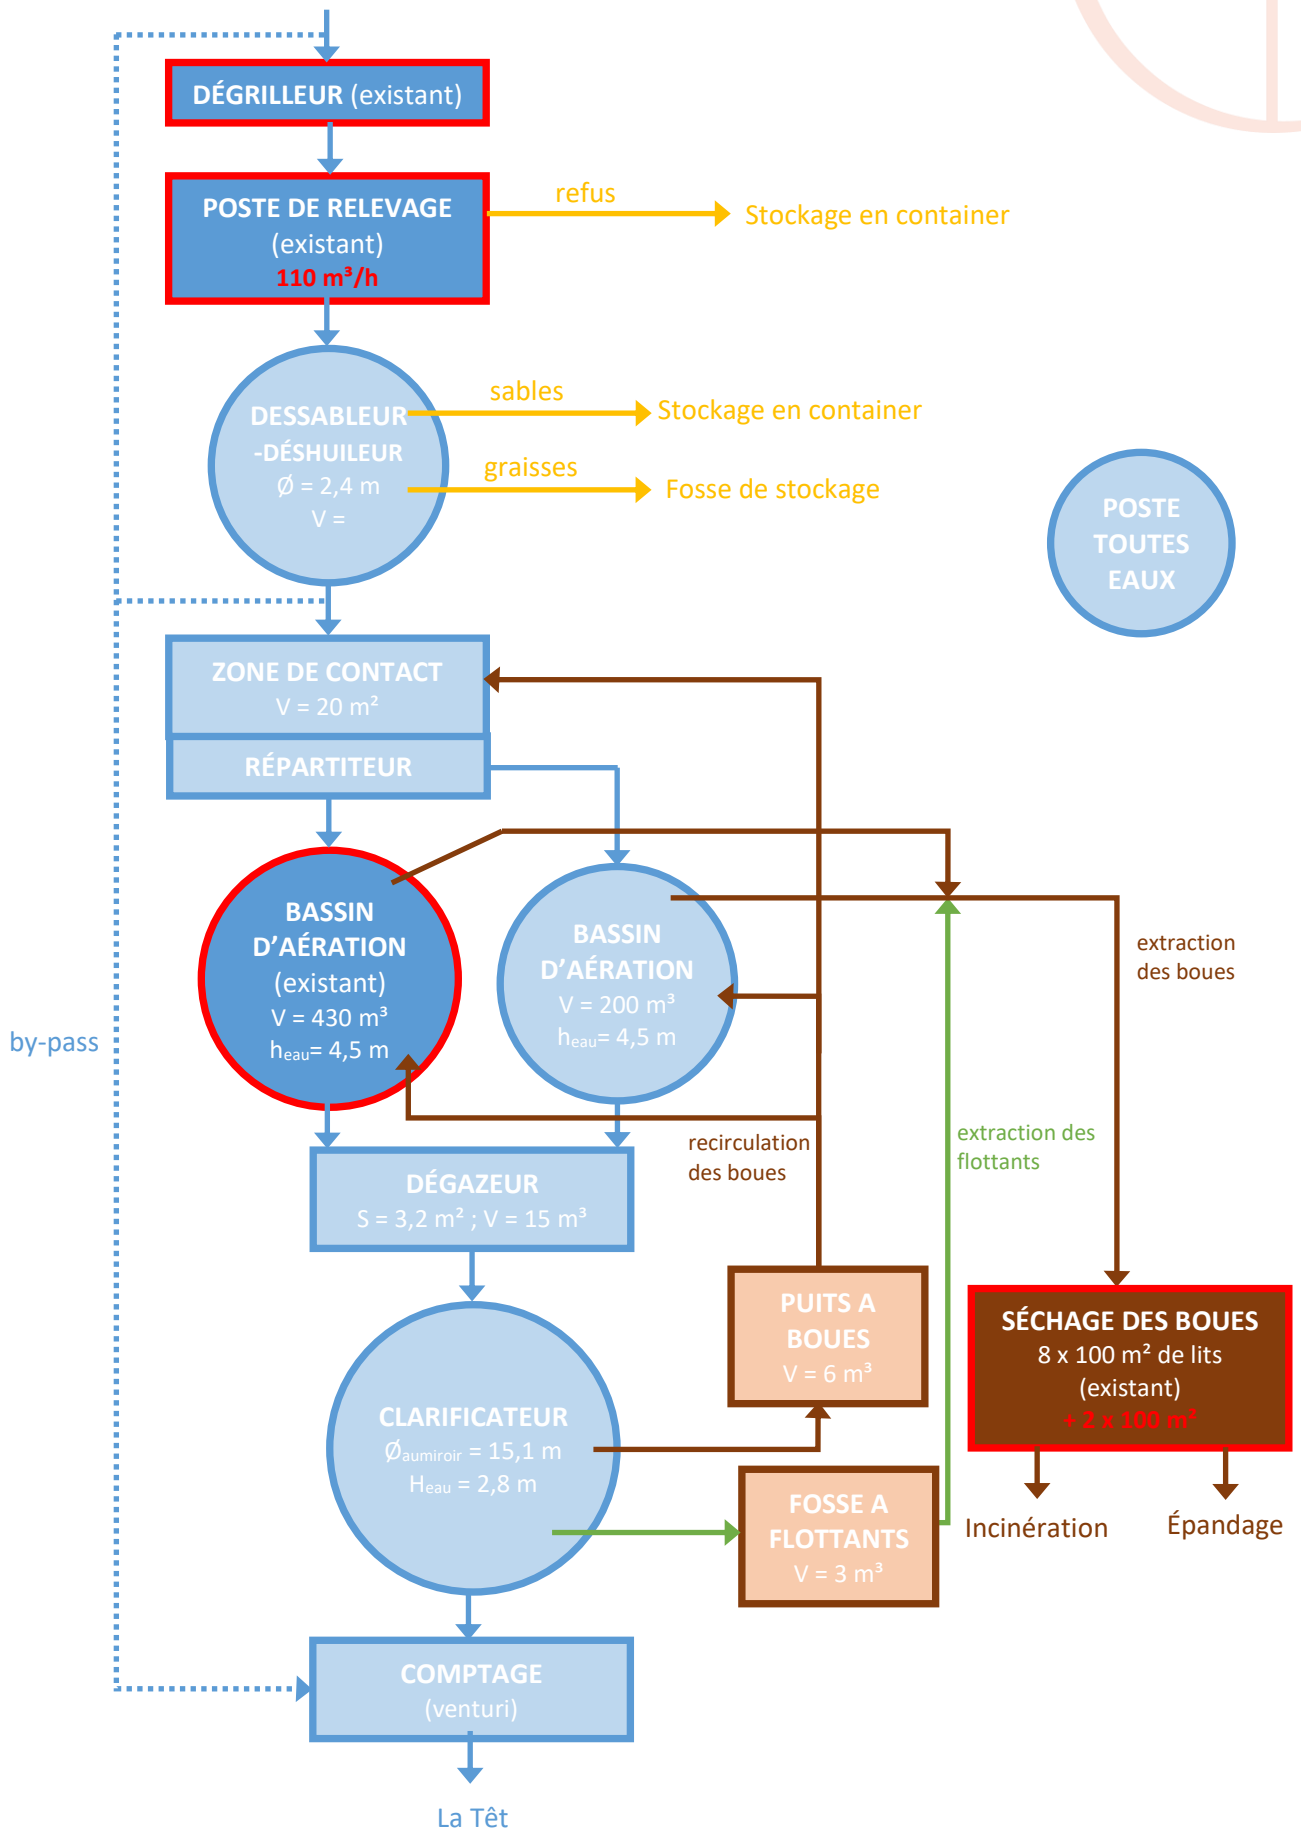 DÉGRILLEUR (existant)
POSTE DE RELEVAGE
(existant)
110 m³/h
refus
Stockage en container
DESSABLEUR
-DÉSHUILEUR
Ø = 2,4 m
V =
sables
Stockage en container
graisses
Fosse de stockage
POSTE
TOUTES
EAUX
ZONE DE CONTACT
V = 20 m²
RÉPARTITEUR
BASSIN
D'AÉRATION
(existant)
V = 430 m³
heau= 4,5 m
BASSIN
D'AÉRATION
V = 200 m³
heau= 4,5 m
extraction
des boues
by-pass
recirculation
des boues
extraction des
flottants
DÉGAZEUR
S = 3,2 m² ; V = 15 m³
PUITS A
BOUES
V = 6 m³
SÉCHAGE DES BOUES
8 x 100 m² de lits
(existant)
+ 2 x 100 m²
CLARIFICATEUR
Øaumiroir = 15,1 m
Heau = 2,8 m
FOSSE A
FLOTTANTS
V = 3 m³
Incinération
Épandage
COMPTAGE
(venturi)
La Têt